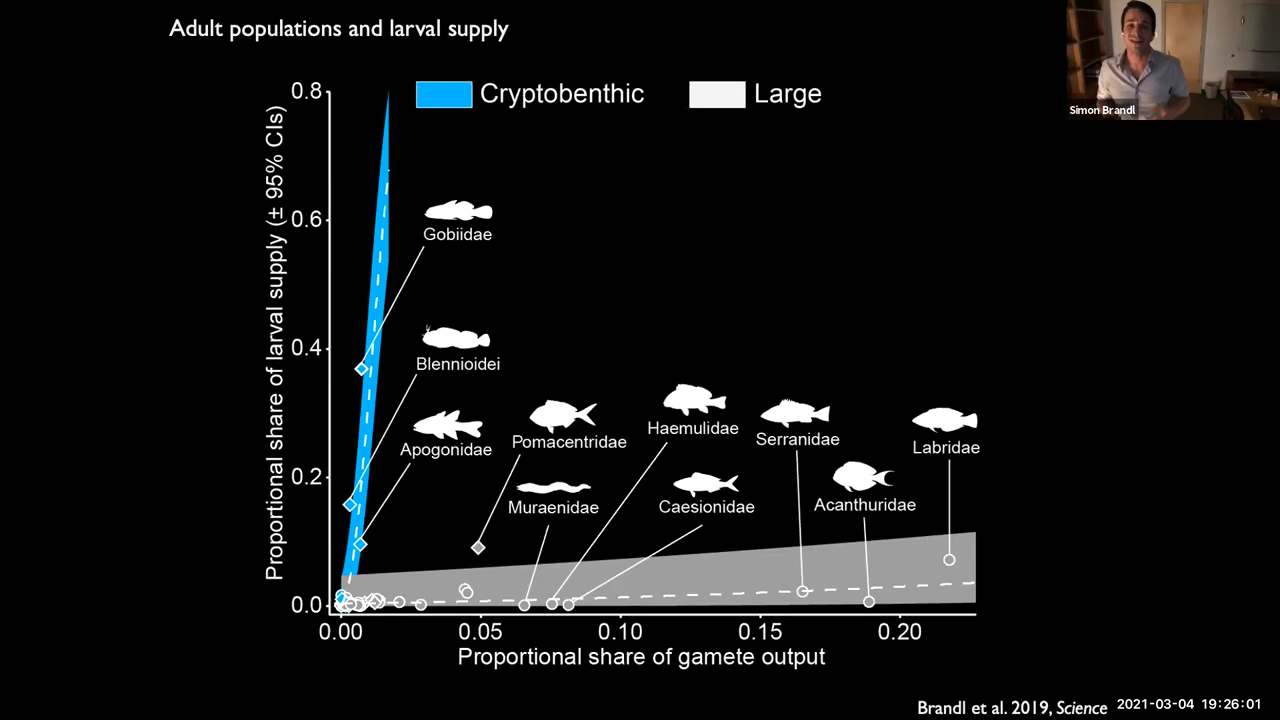 Adult populations and larval supply
Simon Brandl
Cryptobenthic
Large
Proportional share of larval supply (± 95% CIs)
0.8
0.6
0.4
0.2
0.0
Gobiidae
Blennioidei
Apogonidae
Pomacentridae
Haemulidae
Serranidae
Labridae
Muraenidae
Caesionidae
Acanthuridae
0.00 0.05 0.10 0.15 0.20
Proportional share of gamete output
Brandl et al. 2019, Science
2021-03-04 19:26:01